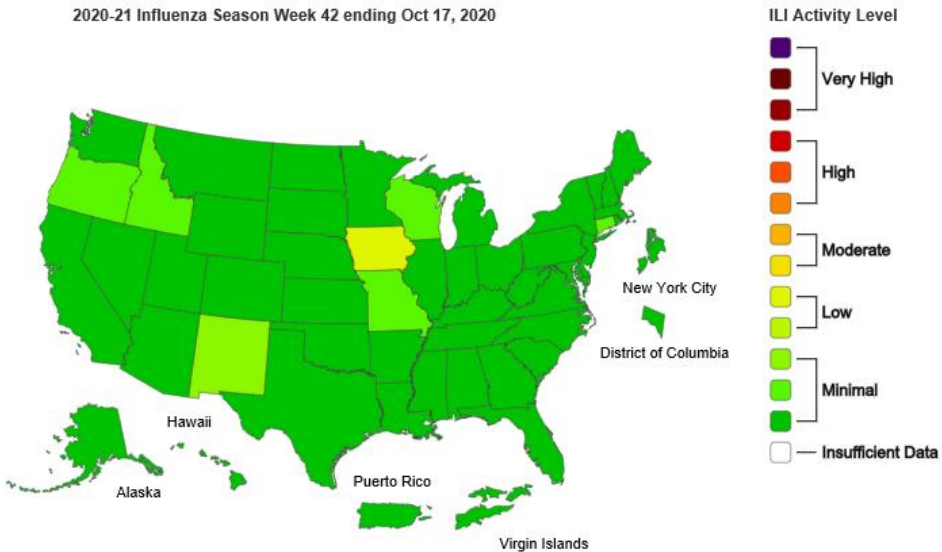 2020-21 Influenza Season Week 42 ending Oct 17, 2020
ILI Activity Level
Very High
High
Moderate
Low
Minimal
Insufficient Data
New York City
District of Columbia
Hawaii
Alaska
Puerto Rico
Virgin Islands